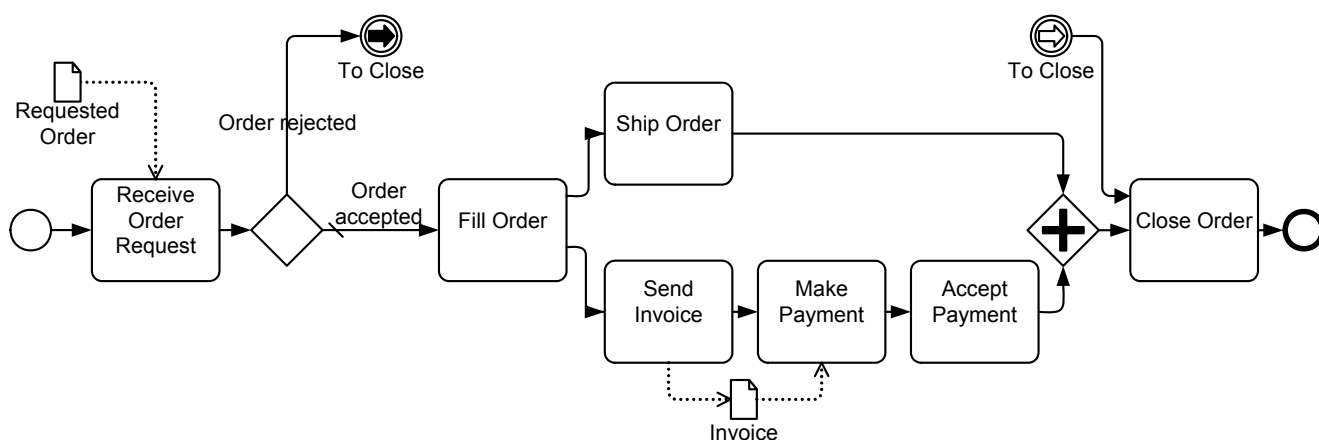 To Close
To Close
Requested
Order
Order rejected
Ship Order
Receive
Order
Request
Order
accepted
Fill Order
Close Order
Send
Invoice
Make
Payment
Accept
Payment
Invoice